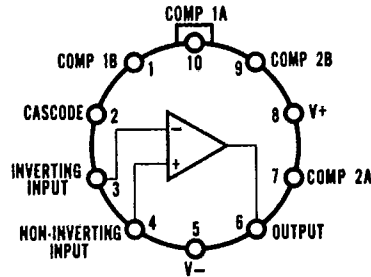 COMP 1A
COMP 1B
10
COMP 2B
1
9
CASCODE
2
8
V+
INVERTING
INPUT
3
7
COMP 2A
NON-INVERTING
INPUT
4
5
6
OUTPUT
V−
−
+